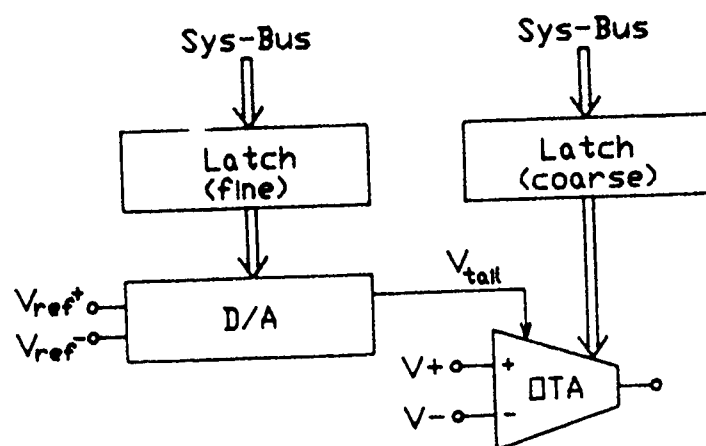 Sys-Bus
Sys-Bus
Latch
(fine)
Latch
(coarse)
Vref+
Vref-
D/A
Vtail
V+
V-
+
-
OTA